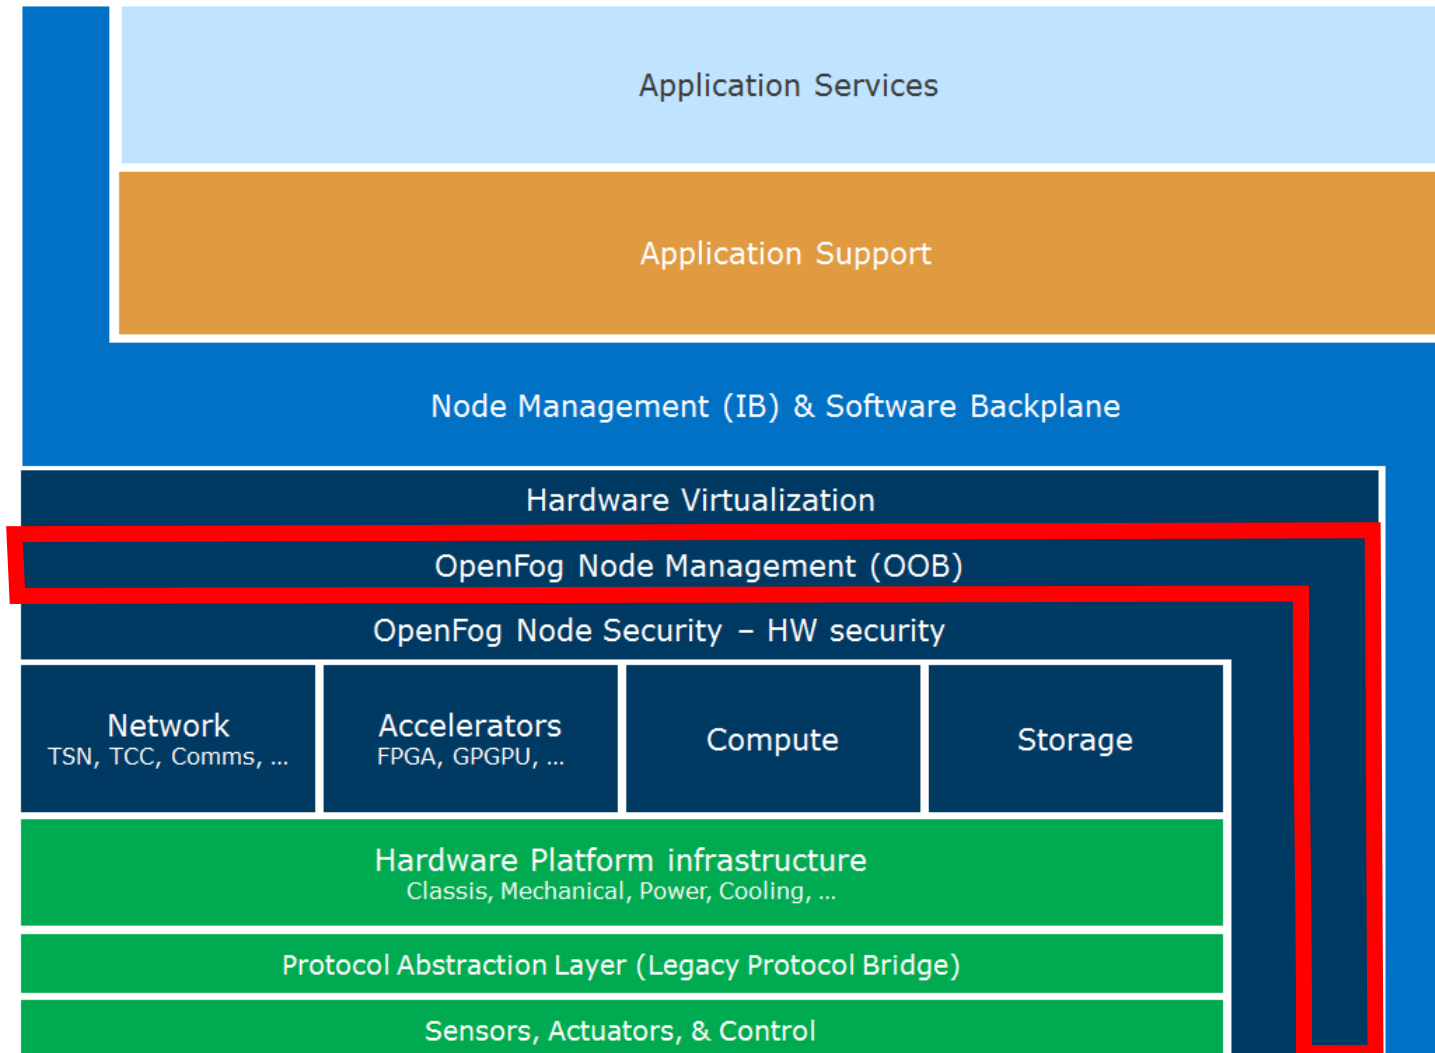 Application Services
Application Support
Node Management (IB) & Software Backplane
Hardware Virtualization
OpenFog Node Management (OOB)
OpenFog Node Security – HW security
Network
TSN, TCC, Comms, ...
Accelerators
FPGA, GPGPU, ...
Compute
Storage
Hardware Platform infrastructure
Classis, Mechanical, Power, Cooling, ...
Protocol Abstraction Layer (Legacy Protocol Bridge)
Sensors, Actuators, & Control